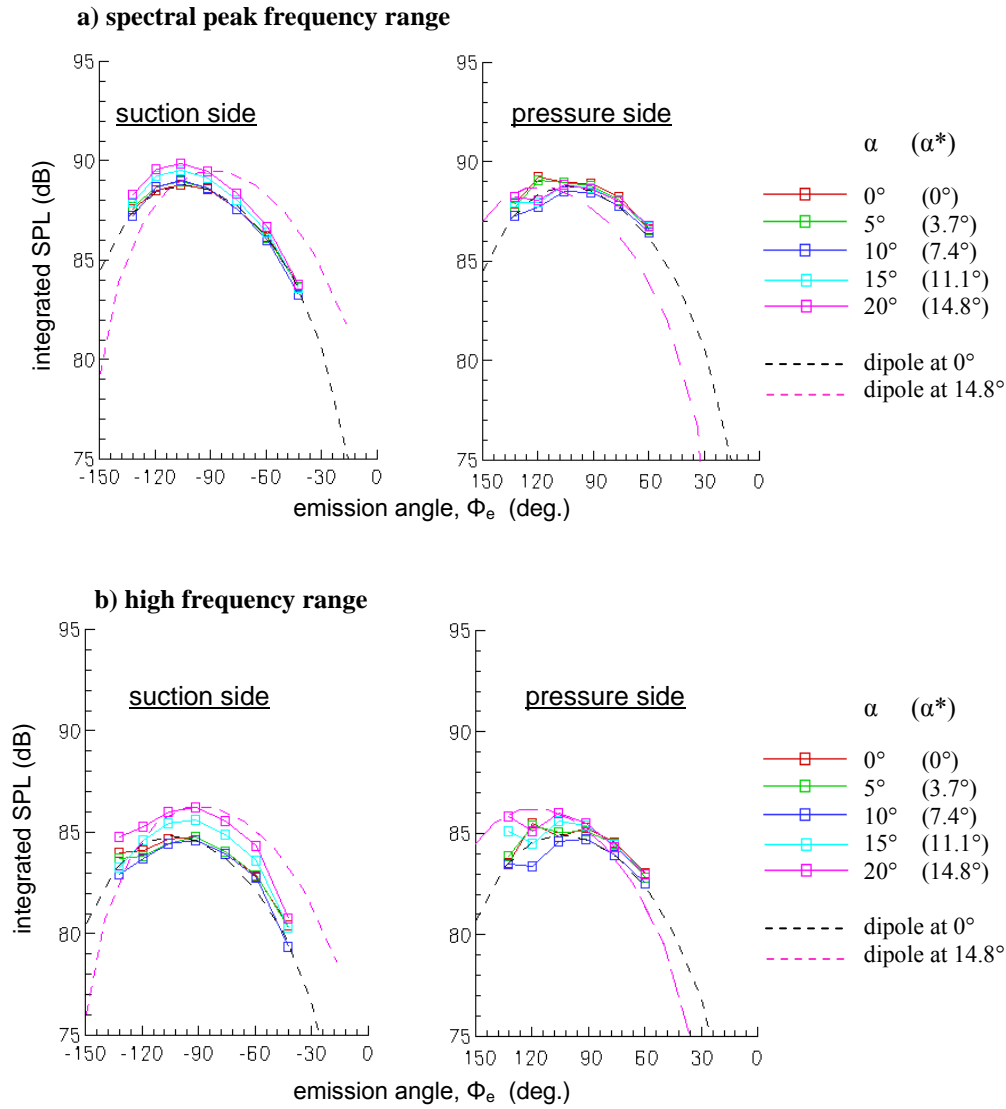 a) spectral peak frequency range
suction side
pressure side
95
90
85
80
75
-150 -120 -90 -60 -30 0
95
90
85
80
75
150 120 90 60 30 0
integrated SPL (dB)
emission angle, Φe (deg.)
α (α*)
0° (0°)
5° (3.7°)
10° (7.4°)
15° (11.1°)
20° (14.8°)
dipole at 0°
dipole at 14.8°
b) high frequency range
suction side
pressure side
95
90
85
80
75
-150 -120 -90 -60 -30 0
95
90
85
80
75
150 120 90 60 30 0
integrated SPL (dB)
emission angle, Φe (deg.)
α (α*)
0° (0°)
5° (3.7°)
10° (7.4°)
15° (11.1°)
20° (14.8°)
dipole at 0°
dipole at 14.8°